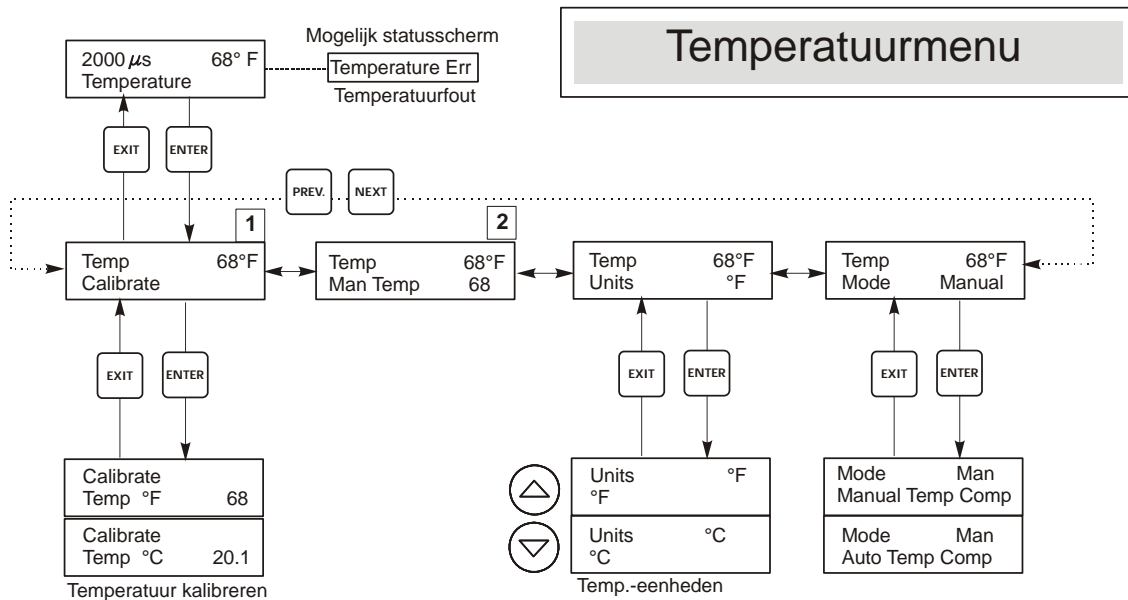 Temperatuurmenu
Mogelijk statusscherm
2000 µs 68° F
Temperature
Temperature Err
Temperatuurfout
EXIT
ENTER
PREV.
NEXT
1
2
Temp 68°F
Calibrate
Temp 68°F
Man Temp 68
Temp 68°F
Units °F
Temp 68°F
Mode Manual
EXIT
ENTER
EXIT
ENTER
EXIT
ENTER
Calibrate
Temp °F 68
Calibrate
Temp °C 20.1
Temperatuur kalibreren
Units °F
°F
Units °C
°C
Temp.-eenheden
Mode Man
Manual Temp Comp
Mode Man
Auto Temp Comp